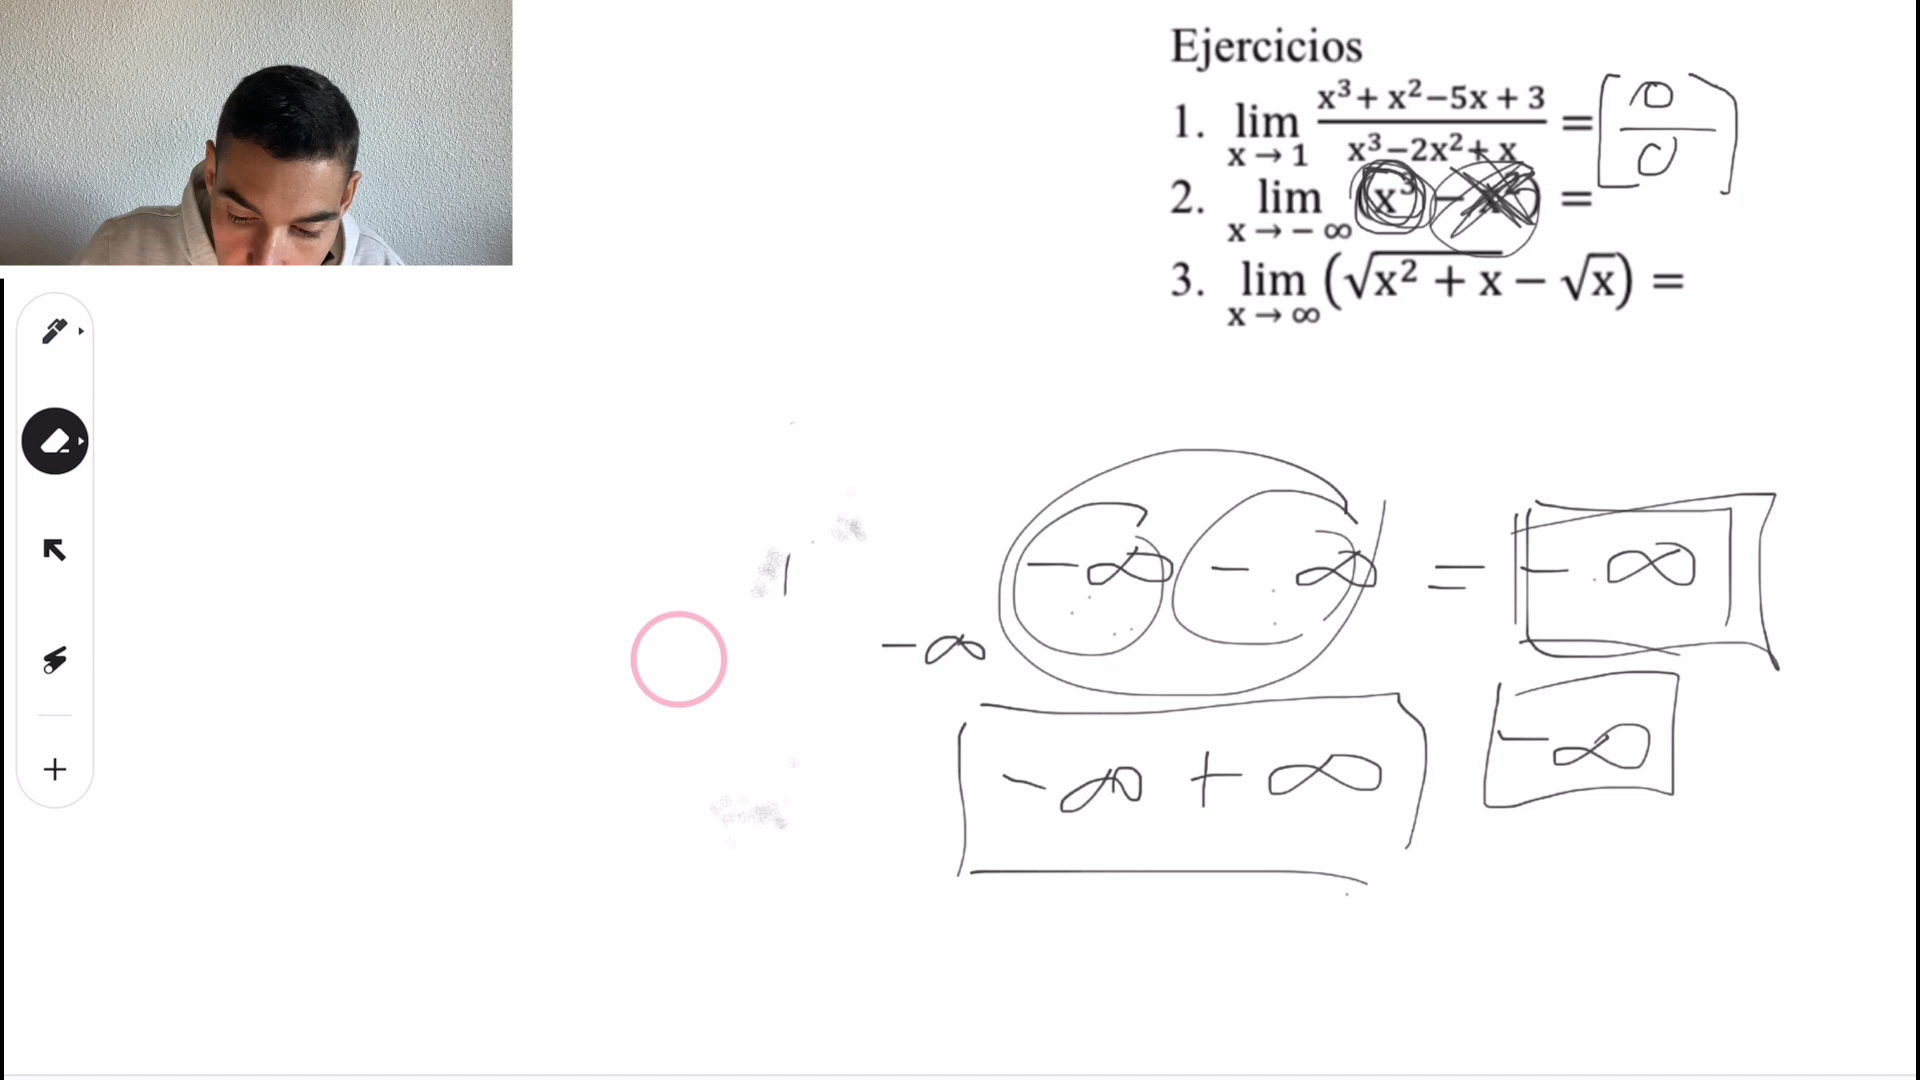 Ejercicios
1. lim x → 1 (x³ + x² − 5x + 3)/(x³ − 2x² + x) = [0/0]
2. lim x → − ∞ (x³ − ) =
3. lim x → ∞ (√(x² + x) − √x) =
−∞ − ∞ = − ∞
−∞
−∞ + ∞ −∞